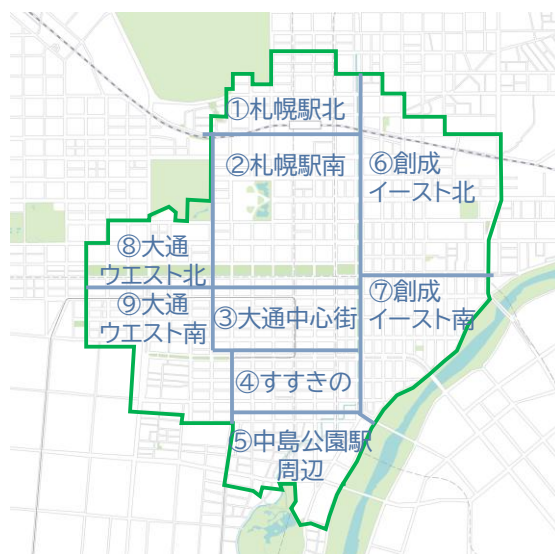 ①札幌駅北
②札幌駅南
⑥創成
イースト北
⑧大通
ウエスト北
⑨大通
ウエスト南
③大通中心街
⑦創成
イースト南
④すすきの
⑤中島公園駅
周辺